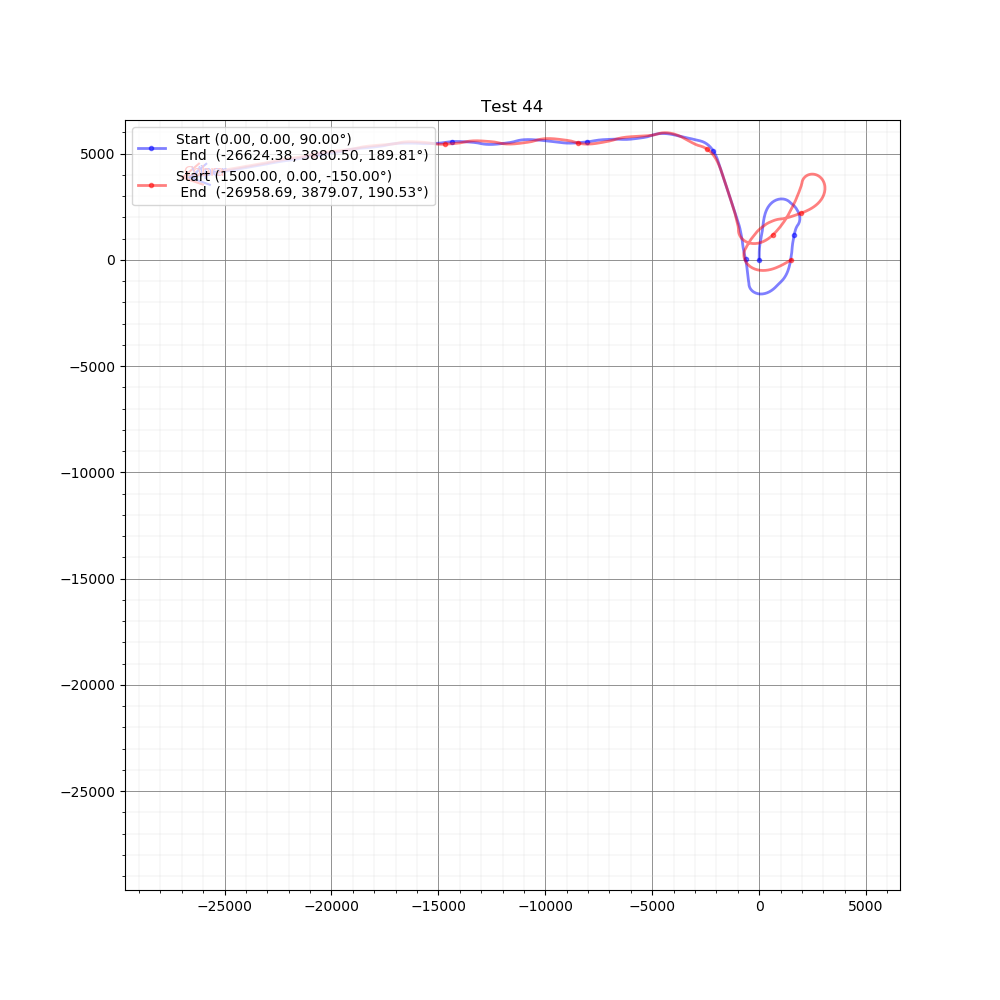 Test 44
Start (0.00, 0.00, 90.00°)
End  (-26624.38, 3880.50, 189.81°)
Start (1500.00, 0.00, -150.00°)
End  (-26958.69, 3879.07, 190.53°)
5000
0
−5000
−10000
−15000
−20000
−25000
−25000 −20000 −15000 −10000 −5000 0 5000